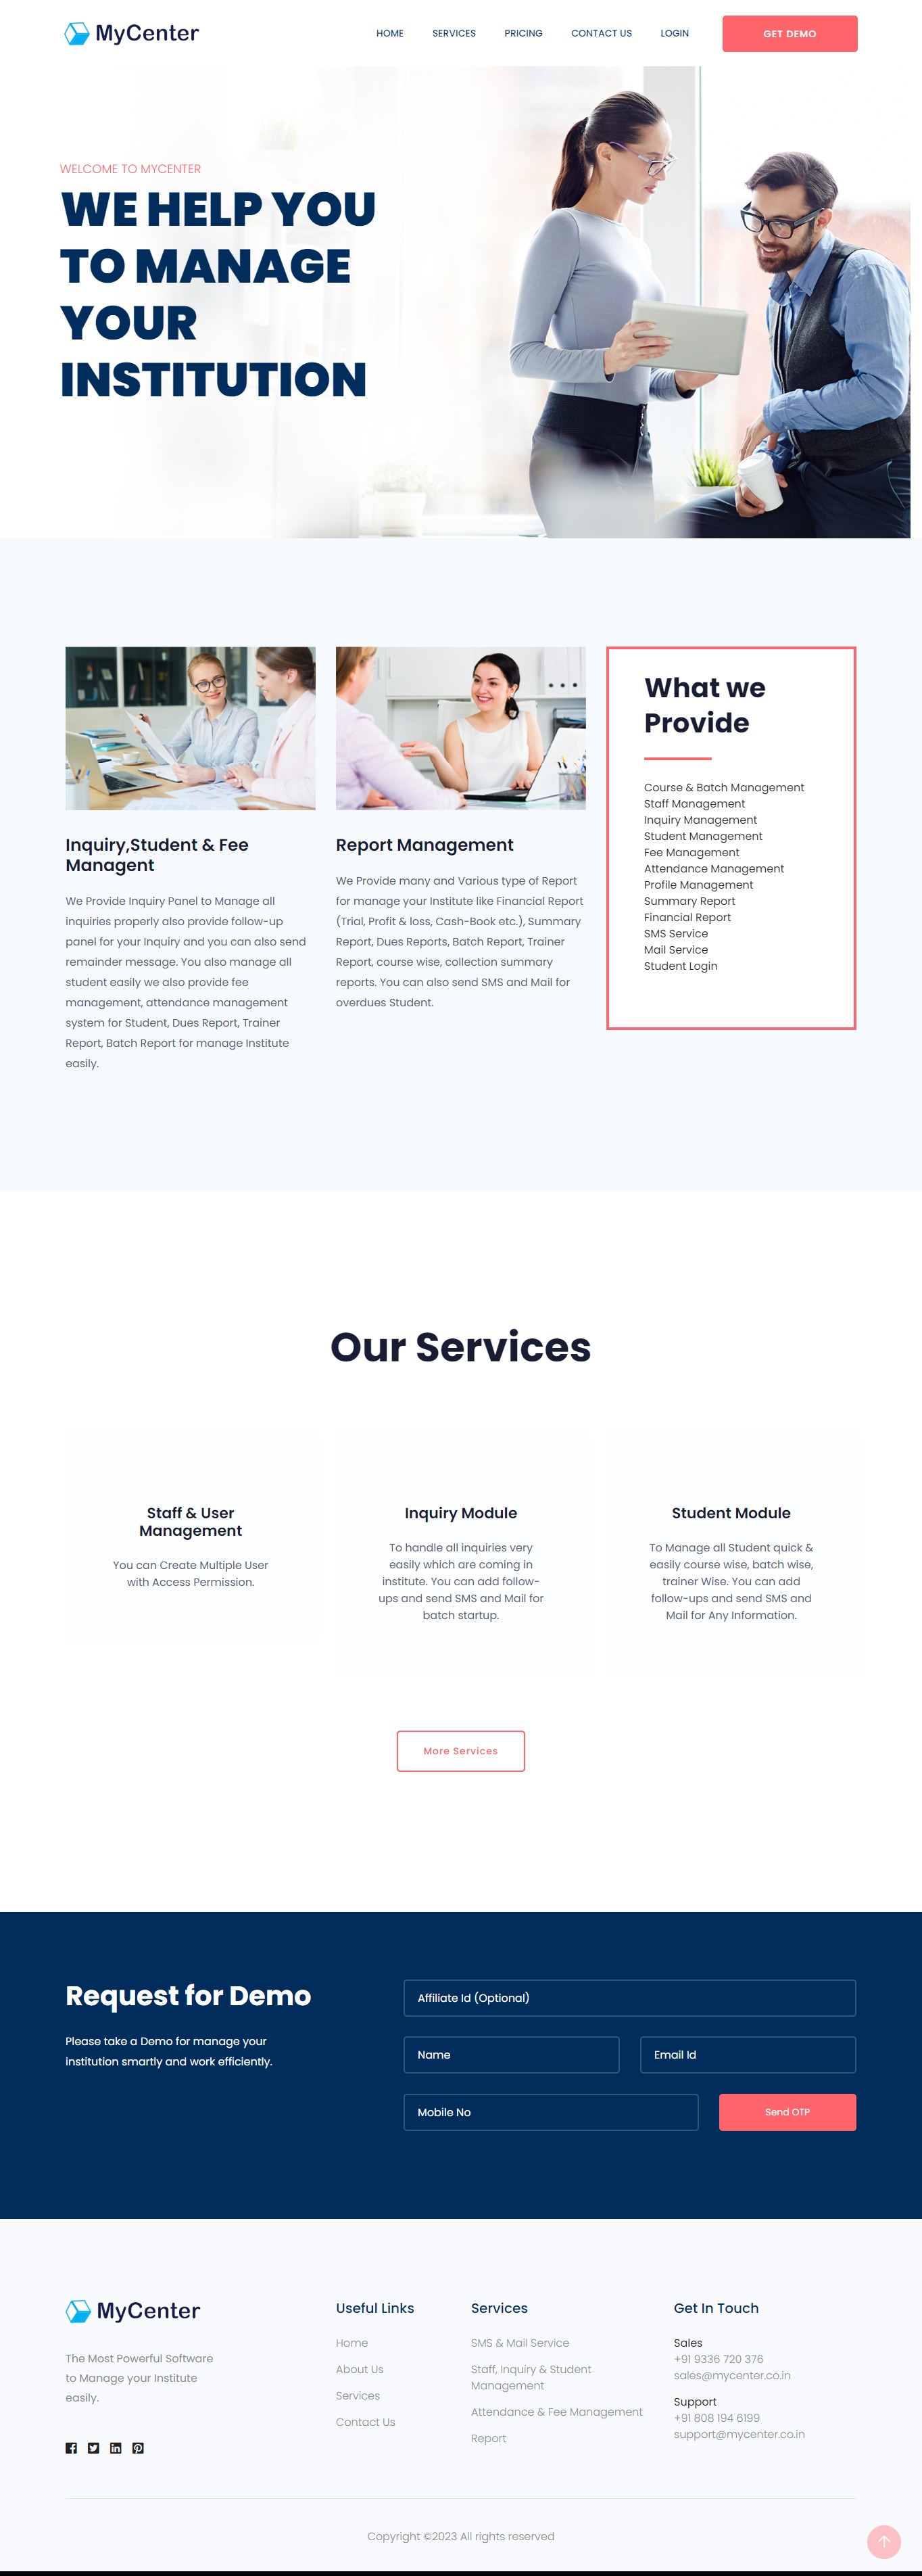 MyCenter
HOME SERVICES PRICING CONTACT US LOGIN GET DEMO
WELCOME TO MYCENTER
WE HELP YOU
TO MANAGE
YOUR
INSTITUTION
Inquiry,Student & Fee
Managent
We Provide Inquiry Panel to Manage all
inquiries properly also provide follow-up
panel for your Inquiry and you can also send
remainder message. You also manage all
student easily we also provide fee
management, attendance management
system for Student, Dues Report, Trainer
Report, Batch Report for manage Institute
easily.
Report Management
We Provide many and Various type of Report
for manage your Institute like Financial Report
(Trial, Profit & loss, Cash-Book etc.), Summary
Report, Dues Reports, Batch Report, Trainer
Report, course wise, collection summary
reports. You can also send SMS and Mail for
overdues Student.
What we
Provide
Course & Batch Management
Staff Management
Inquiry Management
Student Management
Fee Management
Attendance Management
Profile Management
Summary Report
Financial Report
SMS Service
Mail Service
Student Login
Our Services
Staff & User
Management
You can Create Multiple User
with Access Permission.
Inquiry Module
To handle all inquiries very
easily which are coming in
institute. You can add follow-
ups and send SMS and Mail for
batch startup.
Student Module
To Manage all Student quick &
easily course wise, batch wise,
trainer Wise. You can add
follow-ups and send SMS and
Mail for Any Information.
More Services
Request for Demo
Please take a Demo for manage your
institution smartly and work efficiently.
Affiliate Id (Optional)
Name
Email Id
Mobile No
Send OTP
MyCenter
The Most Powerful Software
to Manage your Institute
easily.
Useful Links
Home
About Us
Services
Contact Us
Services
SMS & Mail Service
Staff, Inquiry & Student
Management
Attendance & Fee Management
Report
Get In Touch
Sales
+91 9336 720 376
sales@mycenter.co.in
Support
+91 808 194 6199
support@mycenter.co.in
Copyright ©2023 All rights reserved